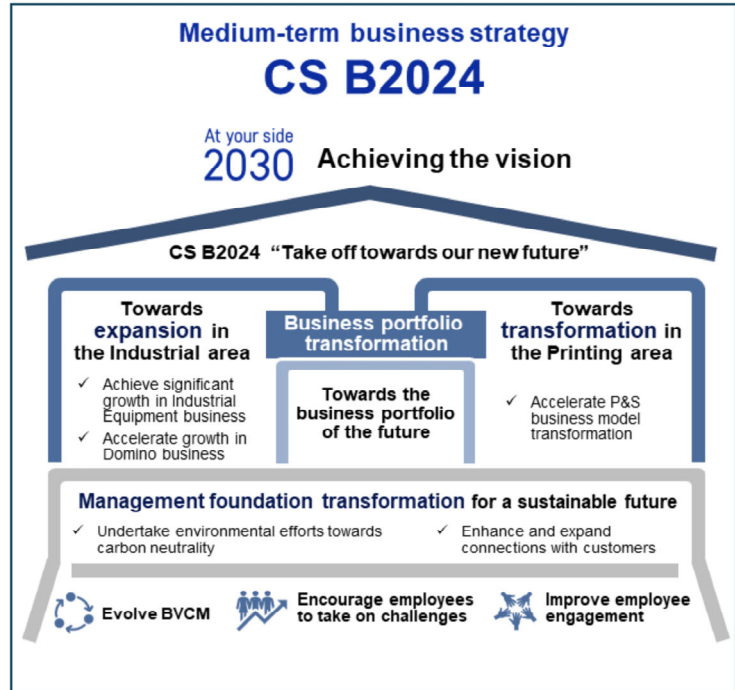 Medium-term business strategy
CS B2024
At your side
2030 Achieving the vision
CS B2024 “Take off towards our new future”
Towards
expansion in
the Industrial area
✓ Achieve significant
growth in Industrial
Equipment business
✓ Accelerate growth in
Domino business
Business portfolio
transformation
Towards the
business portfolio
of the future
Towards
transformation in
the Printing area
✓ Accelerate P&S
business model
transformation
Management foundation transformation for a sustainable future
✓ Undertake environmental efforts towards
carbon neutrality
✓ Enhance and expand
connections with customers
Evolve BVCM
Encourage employees
to take on challenges
Improve employee
engagement